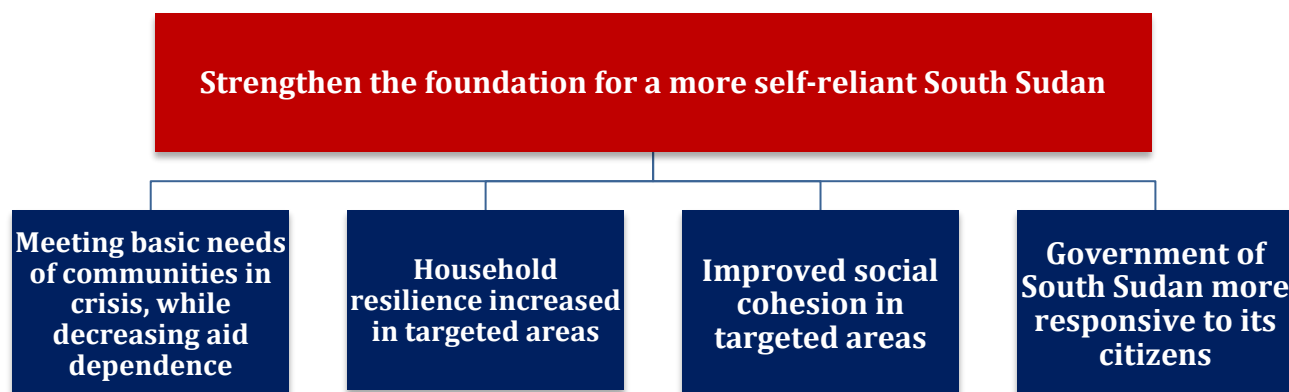 Strengthen the foundation for a more self-reliant South Sudan
Meeting basic needs
of communities in
crisis, while
decreasing aid
dependence
Household
resilience increased
in targeted areas
Improved social
cohesion in
targeted areas
Government of
South Sudan more
responsive to its
citizens